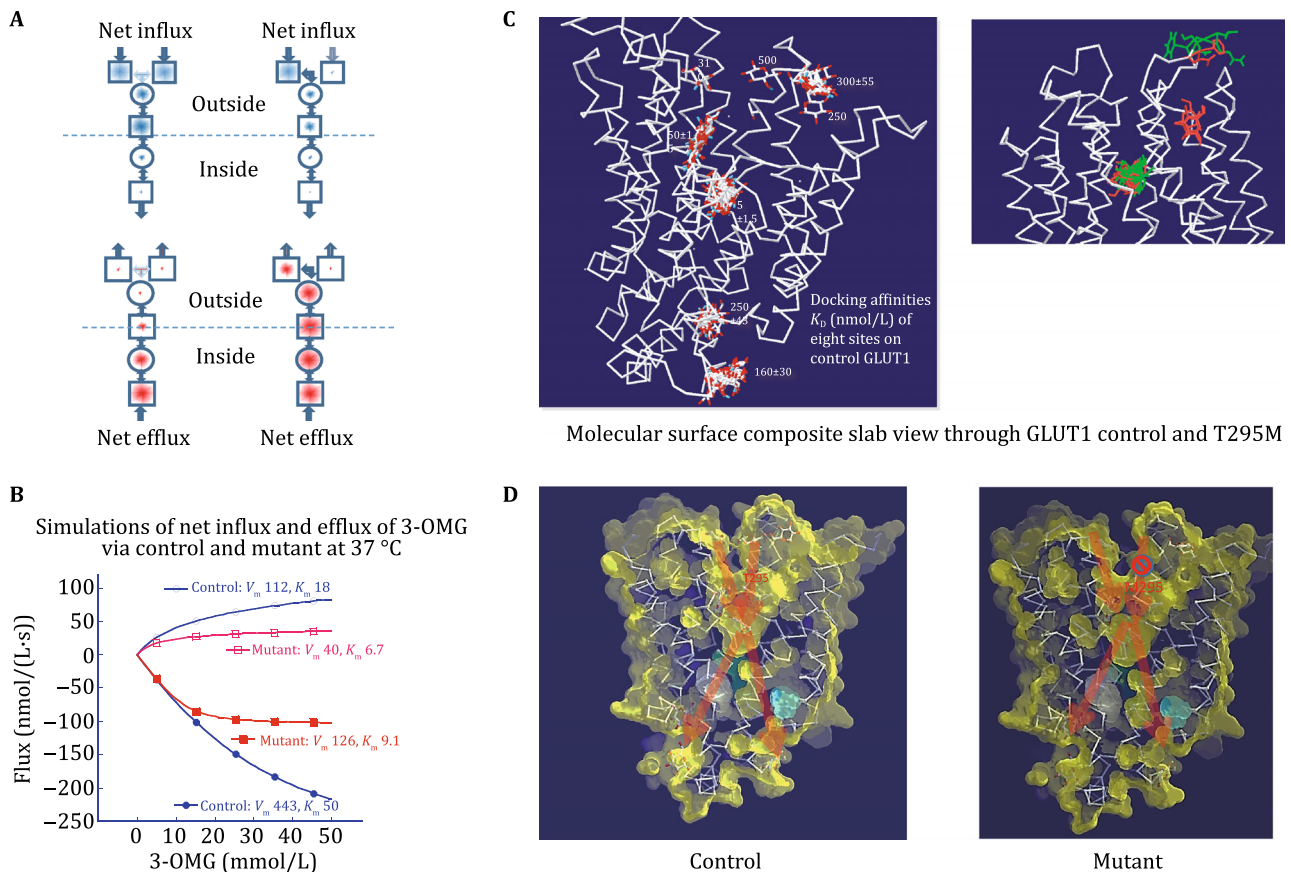 A
Net influx
Net influx
Outside
Inside
Outside
Inside
Net efflux
Net efflux
B
Simulations of net influx and efflux of 3-OMG
via control and mutant at 37 °C
Flux (nmol/(L·s))
100
50
0
−50
−100
−150
−200
−250
Control: Vm 112, Km 18
Mutant: Vm 40, Km 6.7
Mutant: Vm 126, Km 9.1
Control: Vm 443, Km 50
0 10 20 30 40 50
3-OMG (mmol/L)
C
500
300±55
250
50±1
5
±1.5
250
±45
160±30
Docking affinities
KD (nmol/L) of
eight sites on
control GLUT1
Molecular surface composite slab view through GLUT1 control and T295M
D
T295
Control
M295
Mutant